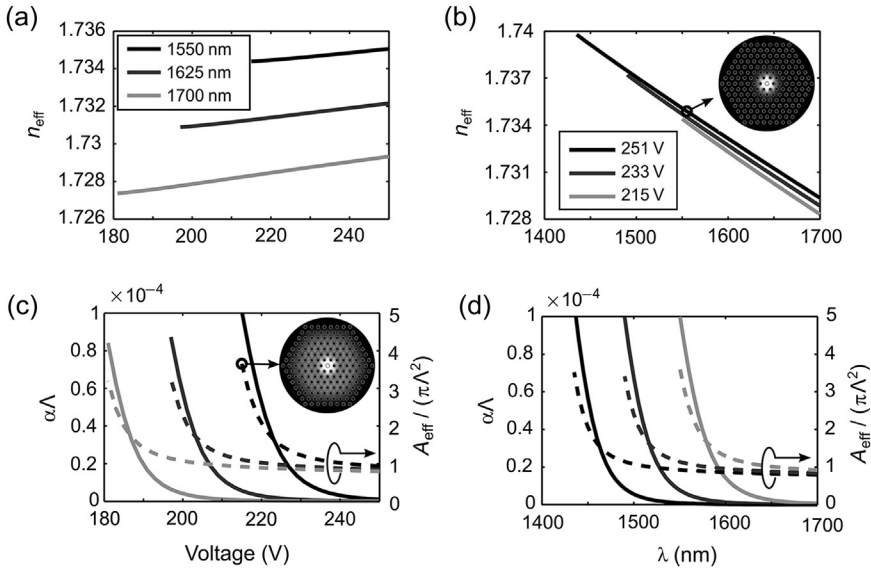 (a)
1.736
1.734
1.732
1.73
1.728
1.726
n_eff
1550 nm
1625 nm
1700 nm
180 200 220 240
(b)
1.74
1.737
1.734
1.731
1.728
n_eff
251 V
233 V
215 V
1400 1500 1600 1700
(c)
×10⁻⁴
1
0.8
0.6
0.4
0.2
0
αΛ
5
4
3
2
1
0
A_eff / (πΛ²)
180 200 220 240
Voltage (V)
(d)
×10⁻⁴
1
0.8
0.6
0.4
0.2
0
αΛ
5
4
3
2
1
0
A_eff / (πΛ²)
1400 1500 1600 1700
λ (nm)